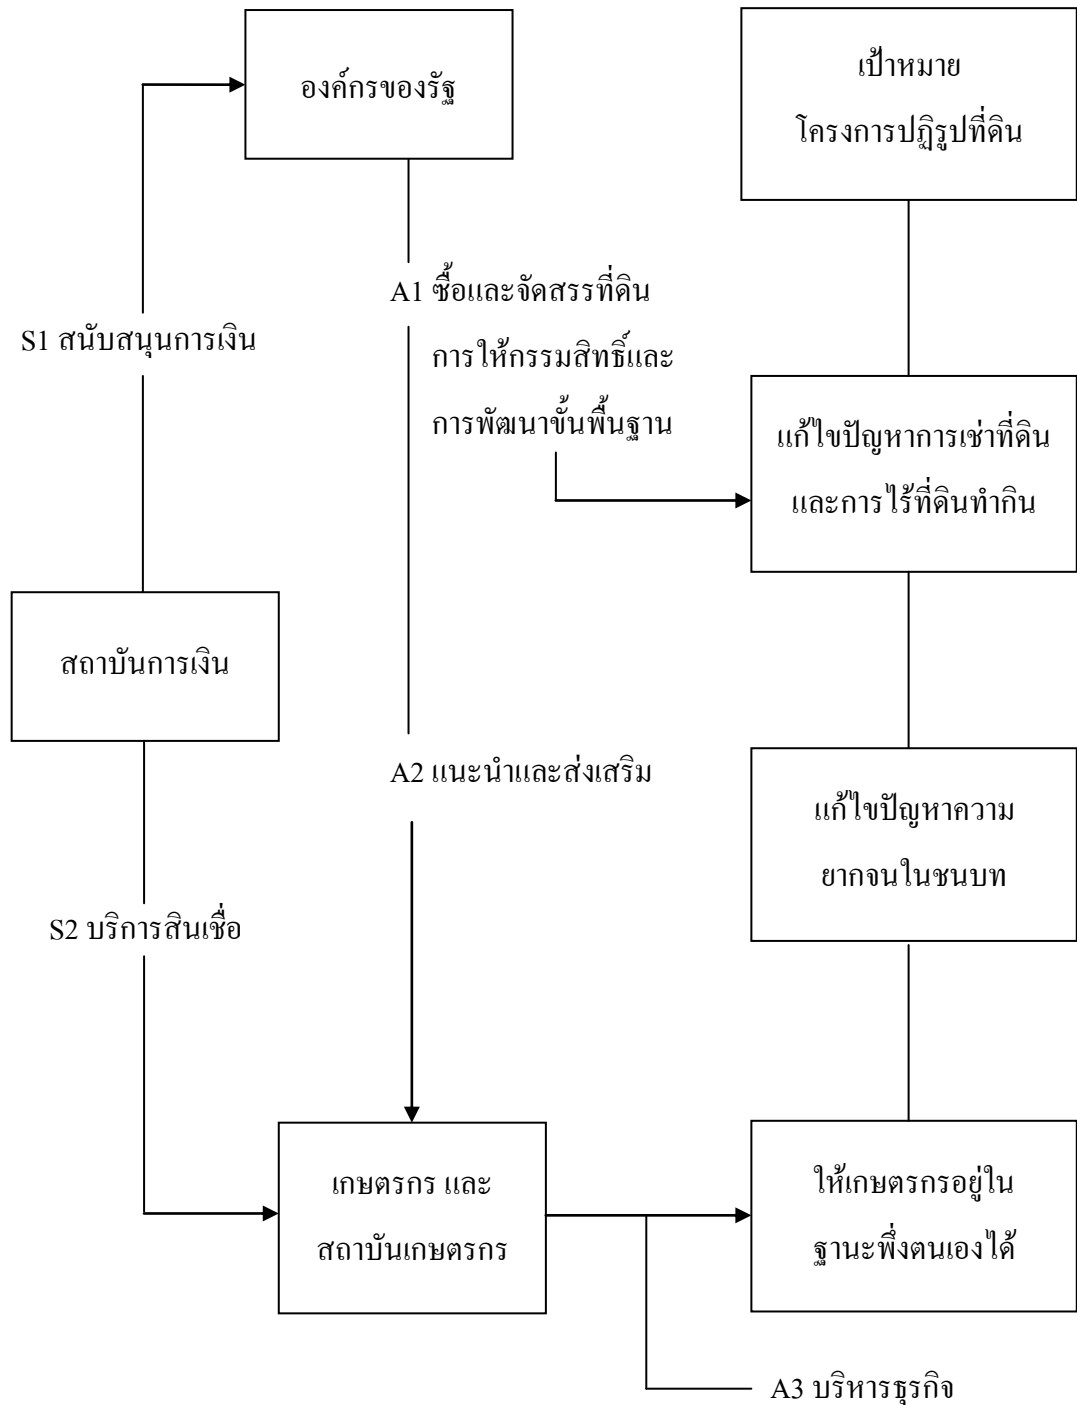 องค์กรของรัฐ
เป้าหมาย
โครงการปฏิรูปที่ดิน
A1 ซื้อและจัดสรรที่ดิน
การให้กรรมสิทธิ์และ
การพัฒนาขั้นพื้นฐาน
S1 สนับสนุนการเงิน
แก้ไขปัญหาการเช่าที่ดิน
และการไร้ที่ดินทำกิน
สถาบันการเงิน
A2 แนะนำและส่งเสริม
แก้ไขปัญหาความ
ยากจนในชนบท
S2 บริการสินเชื่อ
เกษตรกร และ
สถาบันเกษตรกร
ให้เกษตรกรอยู่ใน
ฐานะพึ่งตนเองได้
A3 บริหารธุรกิจ